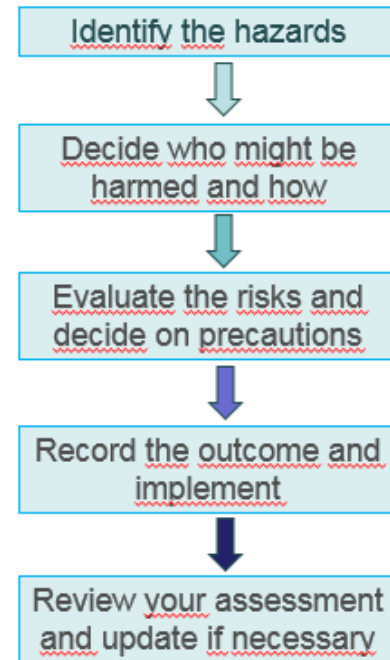 Identify the hazards
Decide who might be
harmed and how
Evaluate the risks and
decide on precautions
Record the outcome and
implement
Review your assessment
and update if necessary